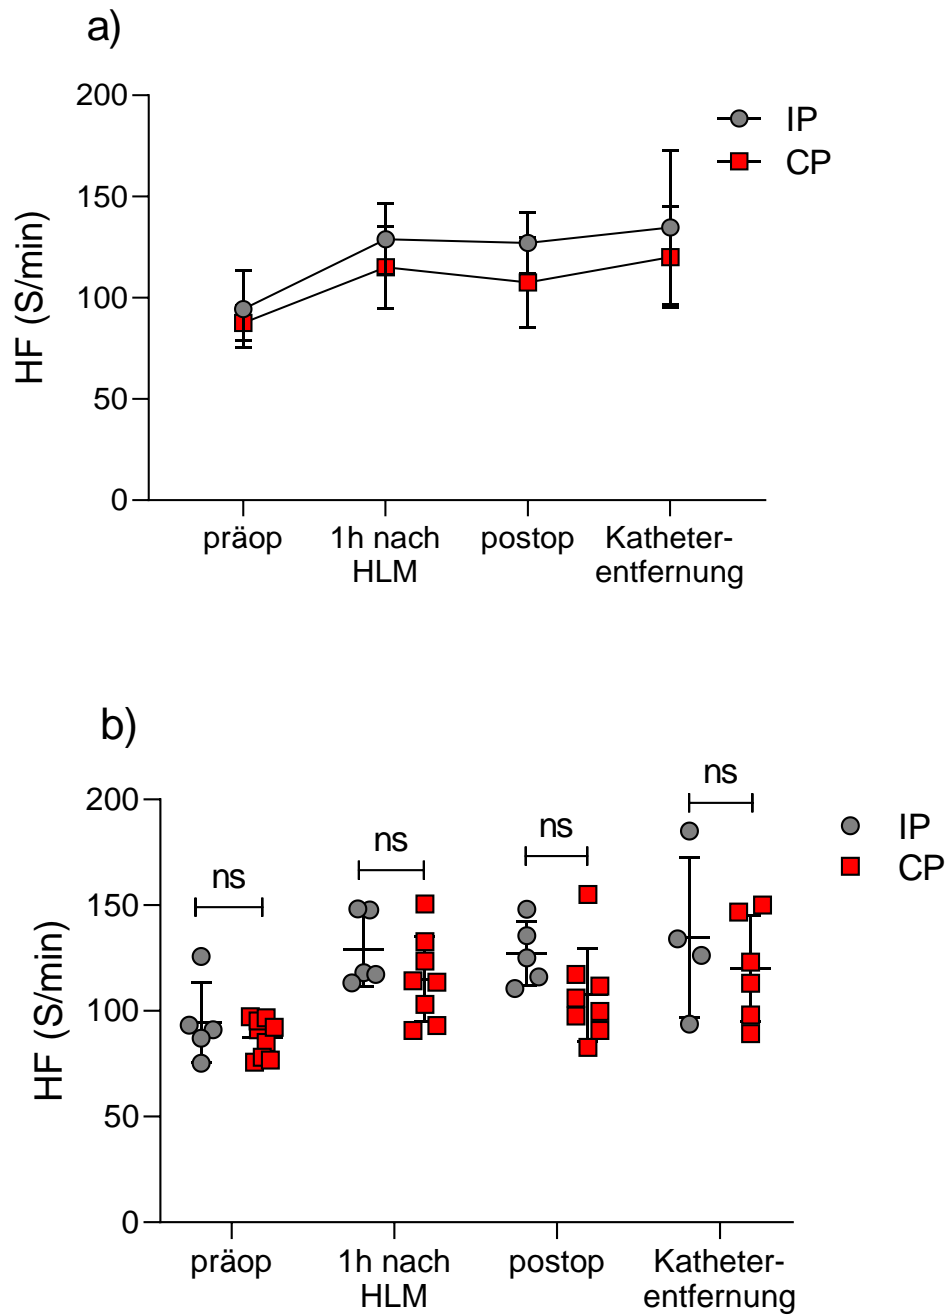 a)
200
150
100
50
0
HF (S/min)
IP
CP
präop
1h nach
HLM
postop
Katheter-
entfernung
b)
200
150
100
50
0
HF (S/min)
ns
ns
ns
ns
IP
CP
präop
1h nach
HLM
postop
Katheter-
entfernung